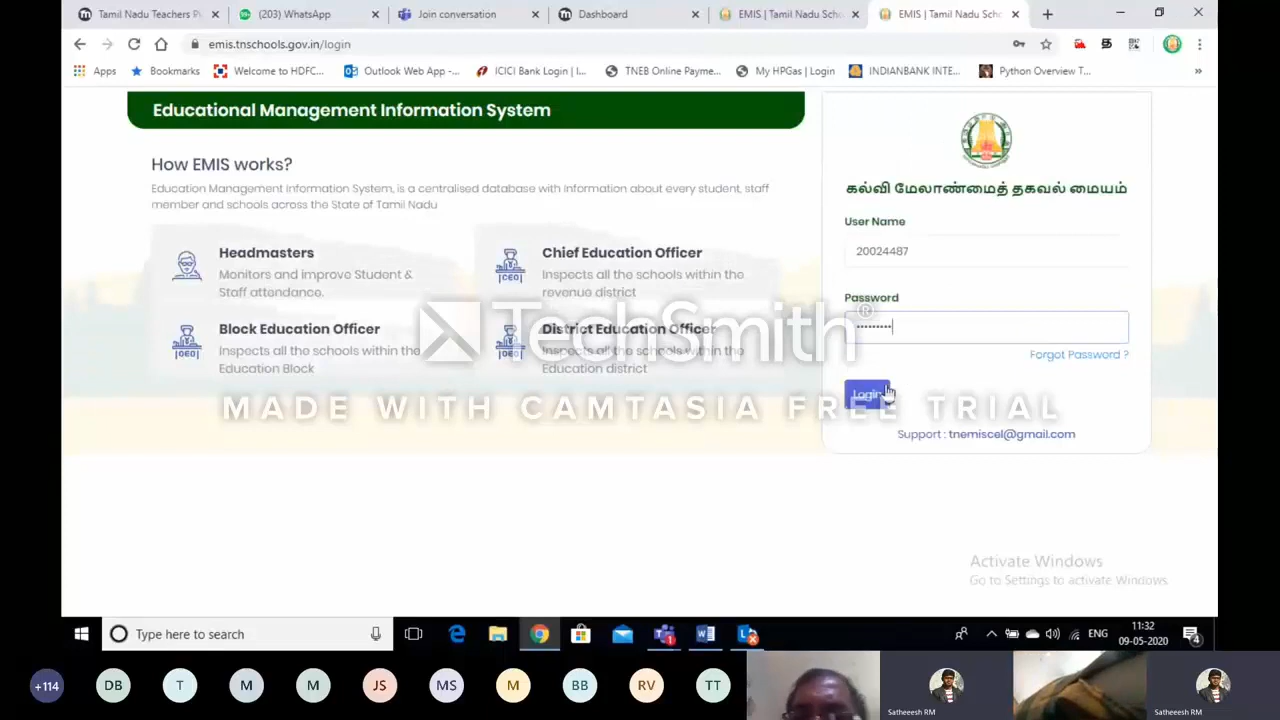 Tamil Nadu Teachers Pl
(203) WhatsApp
Join conversation
Dashboard
EMIS | Tamil Nadu Scho
EMIS | Tamil Nadu Scho
emis.tnschools.gov.in/login
Apps
Bookmarks
Welcome to HDFC...
Outlook Web App -...
ICICI Bank Login | I...
TNEB Online Payme...
My HPGas | Login
INDIANBANK INTE...
Python Overview T...
»
Educational Management Information System
How EMIS works?
Education Management Information System, is a centralised database with information about every student, staff
member and schools across the State of Tamil Nadu
Headmasters
Monitors and improve Student &
Staff attendance.
Chief Education Officer
Inspects all the schools within the
revenue district
Block Education Officer
Inspects all the schools within the
Education Block
District Education Officer
Inspects all the schools within the
Education district
கல்வி மேலாண்மைத் தகவல் மையம்
User Name
20024487
Password
•••••••••
Forgot Password ?
Login
Support : tnemiscel@gmail.com
TechSmith®
MADE WITH CAMTASIA FREE TRIAL
Activate Windows
Go to Settings to activate Windows.
Type here to search
ENG
11:32
09-05-2020
4
+114
DB
T
M
M
JS
MS
M
BB
RV
TT
Satheeesh RM
Satheeesh RM